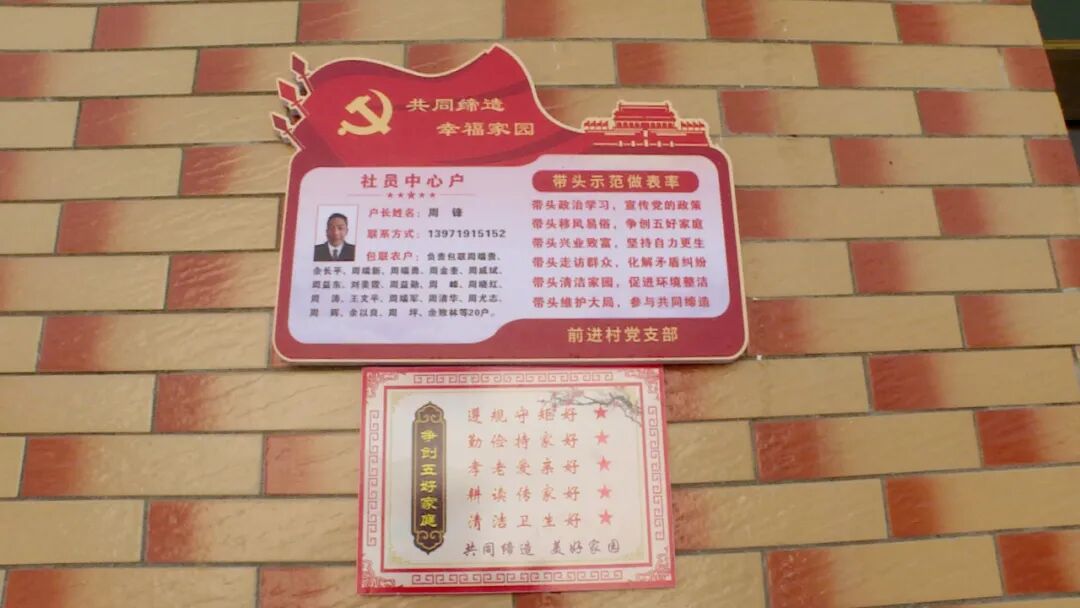 共同缔造
幸福家园
社员中心户
户长姓名：周 锋
联系方式：13971915152
包联农户：负责包联周端贵、
余长平、周端新、周端勇、周金奎、周威斌、
周益东、刘美霞、周益勋、周 峰、周晓红、
周 涛、王文平、周端军、周清华、周尤志、
周 辉、余以良、周 坪、余致林等20户。
带头示范做表率
带头政治学习，宣传党的政策
带头移风易俗，争创五好家庭
带头兴业致富，坚持自力更生
带头走访群众，化解矛盾纠纷
带头清洁家园，促进环境整洁
带头维护大局，参与共同缔造
前进村党支部
争创五好家庭
遵规守矩好
勤俭持家好
孝老爱亲好
耕读传家好
清洁卫生好
共同缔造 美好家园